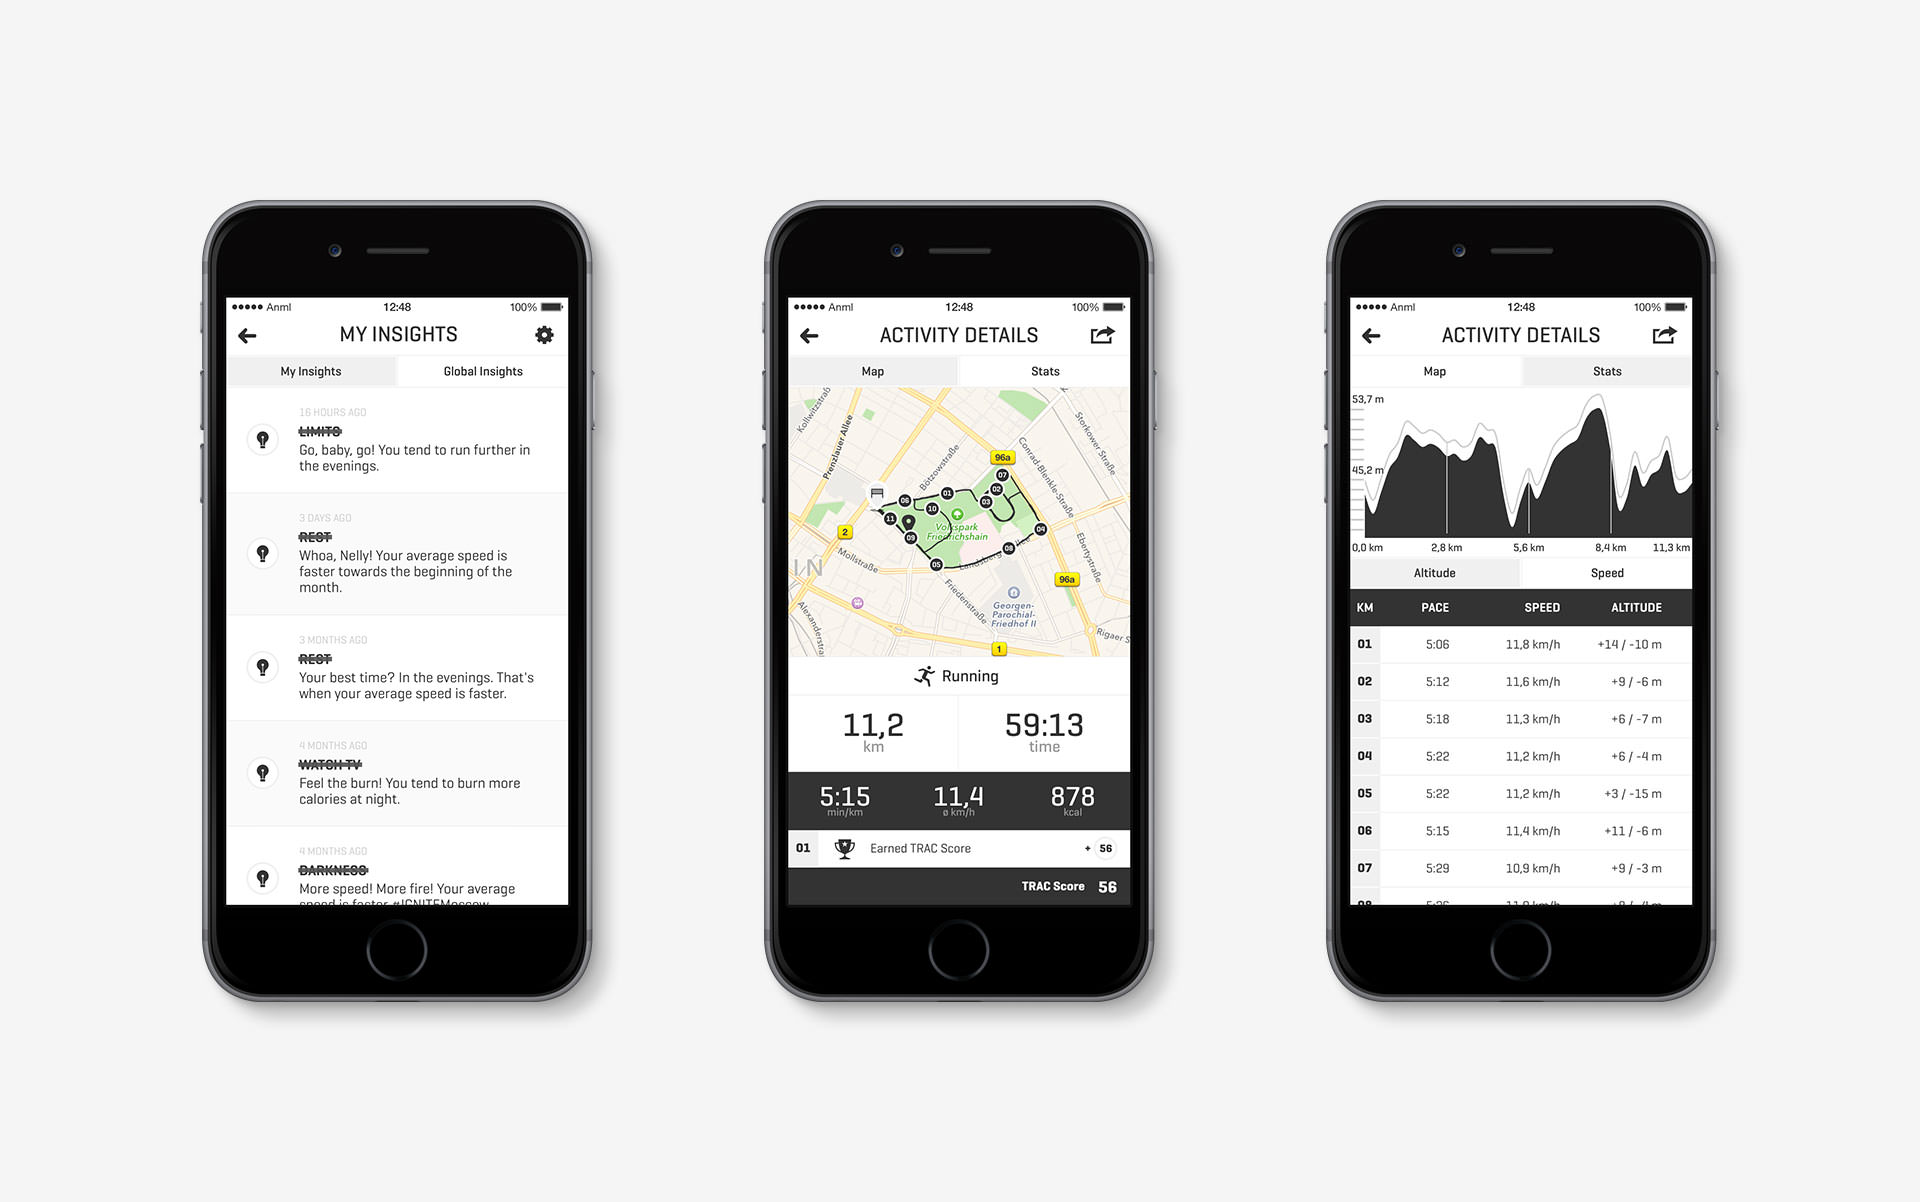 Anml 12:48 100%
MY INSIGHTS
My Insights Global Insights
16 HOURS AGO
LIMITS
Go, baby, go! You tend to run further in
the evenings.
3 DAYS AGO
REST
Whoa, Nelly! Your average speed is
faster towards the beginning of the
month.
3 MONTHS AGO
REST
Your best time? In the evenings. That's
when your average speed is faster.
4 MONTHS AGO
WATCH TV
Feel the burn! You tend to burn more
calories at night.
4 MONTHS AGO
DARKNESS
More speed! More fire! Your average
speed is faster #IGNITEMoscow
Anml 12:48 100%
ACTIVITY DETAILS
Map Stats
Kollwitzstraß
Prenzlauer Allee
Bötzowstraße
Storkower Straße
Conrad-Blenkle-Straße
96a
07
02
03
01
06
10
11
09
04
08
05
2
Volkspark
Friedrichshain
Mollstraße
IN
Landsberger Allee
Ebertystraße
96a
Friedenstraße
Georgen-
Parochial-
Friedhof II
Alexanderstraß
Rigaer S
1
Running
11,2 59:13
km time
5:15 11,4 878
min/km ø km/h kcal
01 Earned TRAC Score + 56
TRAC Score 56
Anml 12:48 100%
ACTIVITY DETAILS
Map Stats
53,7 m
45,2 m
0,0 km 2,8 km 5,6 km 8,4 km 11,3 km
Altitude Speed
KM PACE SPEED ALTITUDE
01 5:06 11,8 km/h +14 / -10 m
02 5:12 11,6 km/h +9 / -6 m
03 5:18 11,3 km/h +6 / -7 m
04 5:22 11,2 km/h +6 / -4 m
05 5:22 11,2 km/h +3 / -15 m
06 5:15 11,4 km/h +11 / -6 m
07 5:29 10,9 km/h +9 / -3 m
08